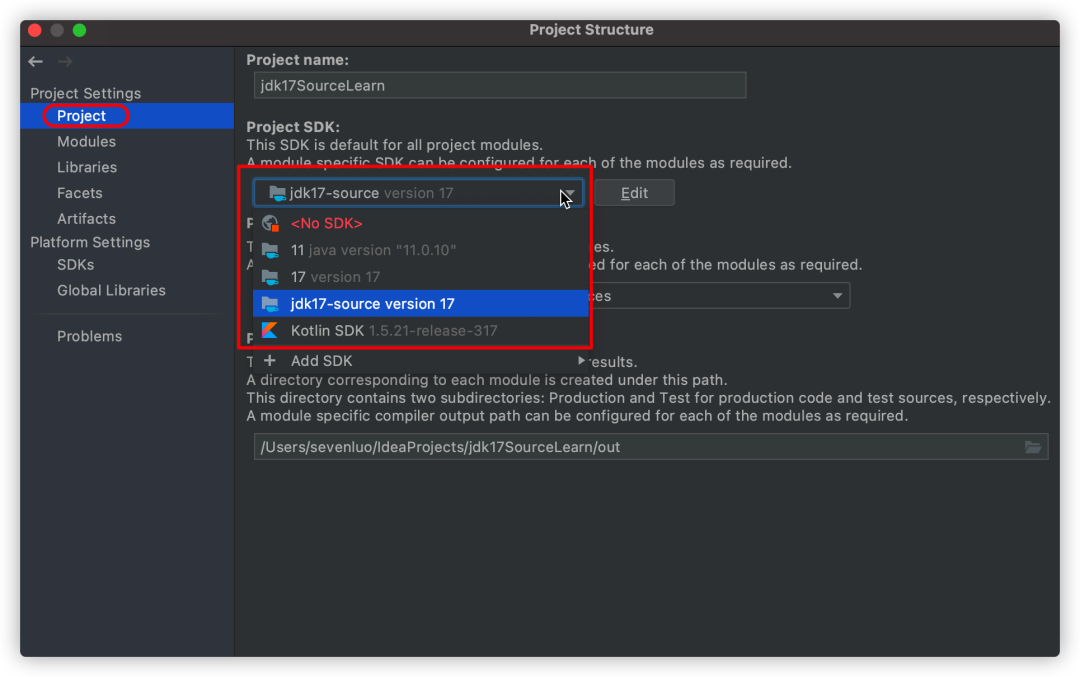 Project Structure
Project Settings
Project
Modules
Libraries
Facets
Artifacts
Platform Settings
SDKs
Global Libraries
Problems
Project name:
jdk17SourceLearn
Project SDK:
This SDK is default for all project modules.
A module specific SDK can be configured for each of the modules as required.
jdk17-source version 17
Edit
<No SDK>
11 java version "11.0.10"
17 version 17
jdk17-source version 17
Kotlin SDK 1.5.21-release-317
Add SDK
ed for each of the modules as required.
A directory corresponding to each module is created under this path.
This directory contains two subdirectories: Production and Test for production code and test sources, respectively.
A module specific compiler output path can be configured for each of the modules as required.
/Users/sevenluo/IdeaProjects/jdk17SourceLearn/out